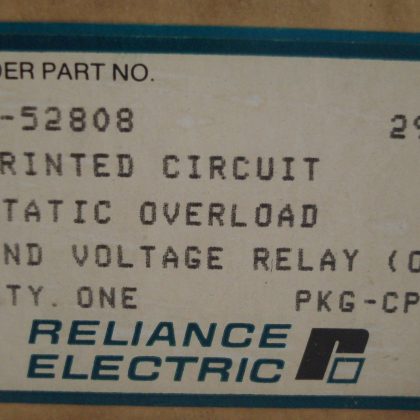 DER PART NO.
-52808 29
RINTED CIRCUIT
TATIC OVERLOAD
ND VOLTAGE RELAY (O
TY. ONE PKG-CP
RELIANCE
ELECTRIC